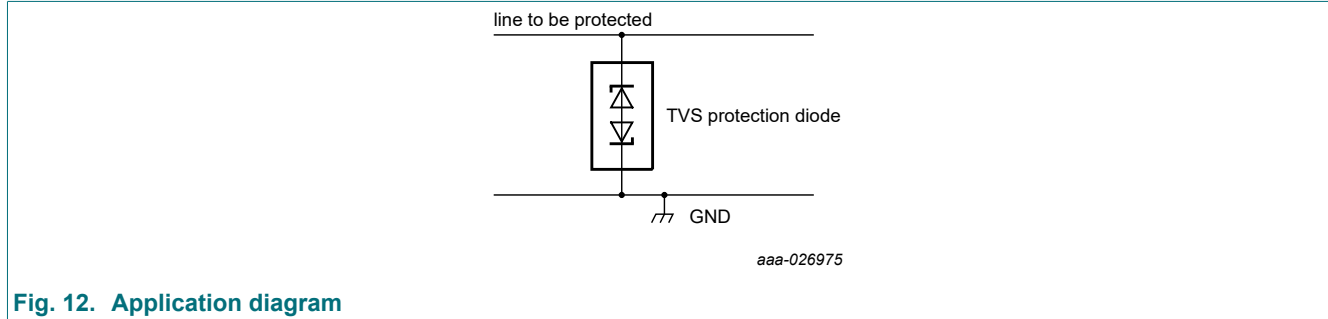 line to be protected
TVS protection diode
GND
aaa-026975
Fig. 12. Application diagram